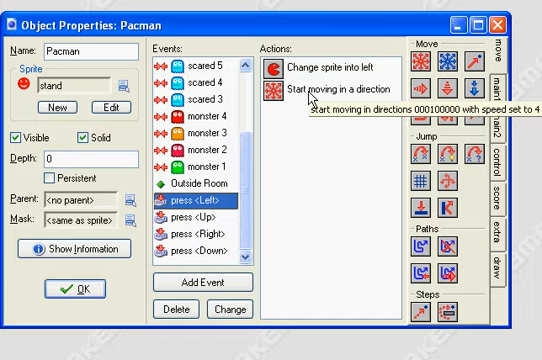 Object Properties: Pacman
Name: Pacman
Sprite
stand
New
Edit
Visible
Solid
Depth: 0
Persistent
Parent: <no parent>
Mask: <same as sprite>
Show Information
OK
Events:
scared 5
scared 4
scared 3
monster 4
monster 3
monster 2
monster 1
Outside Room
press <Left>
press <Up>
press <Right>
press <Down>
Add Event
Delete
Change
Actions:
Change sprite into left
Start moving in a direction
start moving in directions 000100000 with speed set to 4
Move
Jump
Paths
Steps
move
main1
main2
control
score
extra
draw